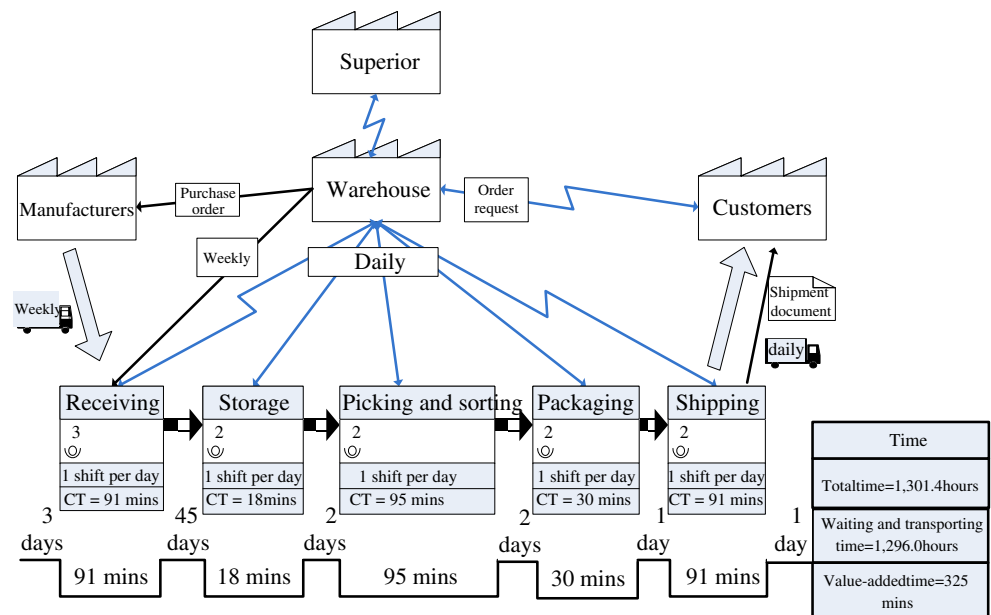 Superior
Warehouse
Manufacturers
Purchase
order
Order
request
Customers
Weekly
Daily
Weekly
Shipment
document
daily
Receiving
3
1 shift per day
CT = 91 mins
Storage
2
1 shift per day
CT = 18mins
Picking and sorting
2
1 shift per day
CT = 95 mins
Packaging
2
1 shift per day
CT = 30 mins
Shipping
2
1 shift per day
CT = 91 mins
3
days
91 mins
45
days
18 mins
2
days
95 mins
2
days
30 mins
1
day
91 mins
1
day
Time
Totaltime=1,301.4hours
Waiting and transporting
time=1,296.0hours
Value-addedtime=325
mins